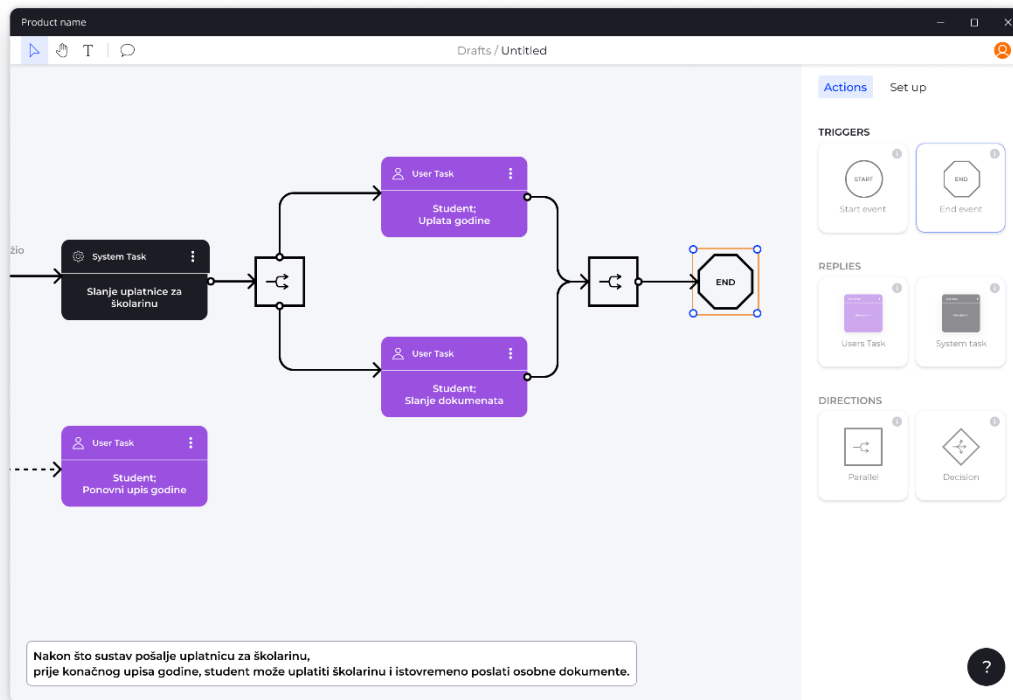 Product name
T
Drafts / Untitled
Actions
Set up
TRIGGERS
START
Start event
END
End event
REPLIES
Users Task
System task
DIRECTIONS
Parallel
Decision
žio
System Task
Slanje uplatnice za
školarinu
User Task
Student;
Uplata godine
User Task
Student;
Slanje dokumenata
END
User Task
Student;
Ponovni upis godine
Nakon što sustav pošalje uplatnicu za školarinu,
prije konačnog upisa godine, student može uplatiti školarinu i istovremeno poslati osobne dokumente.
?